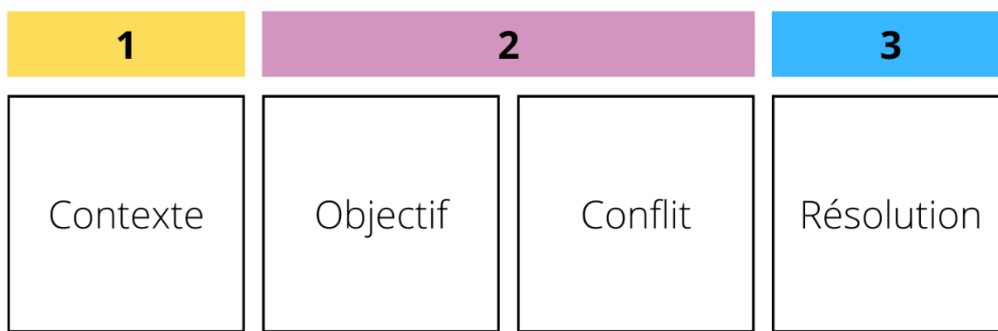 1
2
3
Contexte
Objectif
Conflit
Résolution